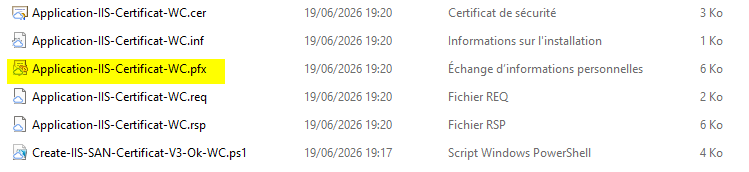 Application-IIS-Certificat-WC.cer 19/06/2026 19:20 Certificat de sécurité 3 Ko
Application-IIS-Certificat-WC.inf 19/06/2026 19:20 Informations sur l'installation 1 Ko
Application-IIS-Certificat-WC.pfx 19/06/2026 19:20 Échange d'informations personnelles 6 Ko
Application-IIS-Certificat-WC.req 19/06/2026 19:20 Fichier REQ 2 Ko
Application-IIS-Certificat-WC.rsp 19/06/2026 19:20 Fichier RSP 6 Ko
Create-IIS-SAN-Certificat-V3-Ok-WC.ps1 19/06/2026 19:17 Script Windows PowerShell 4 Ko